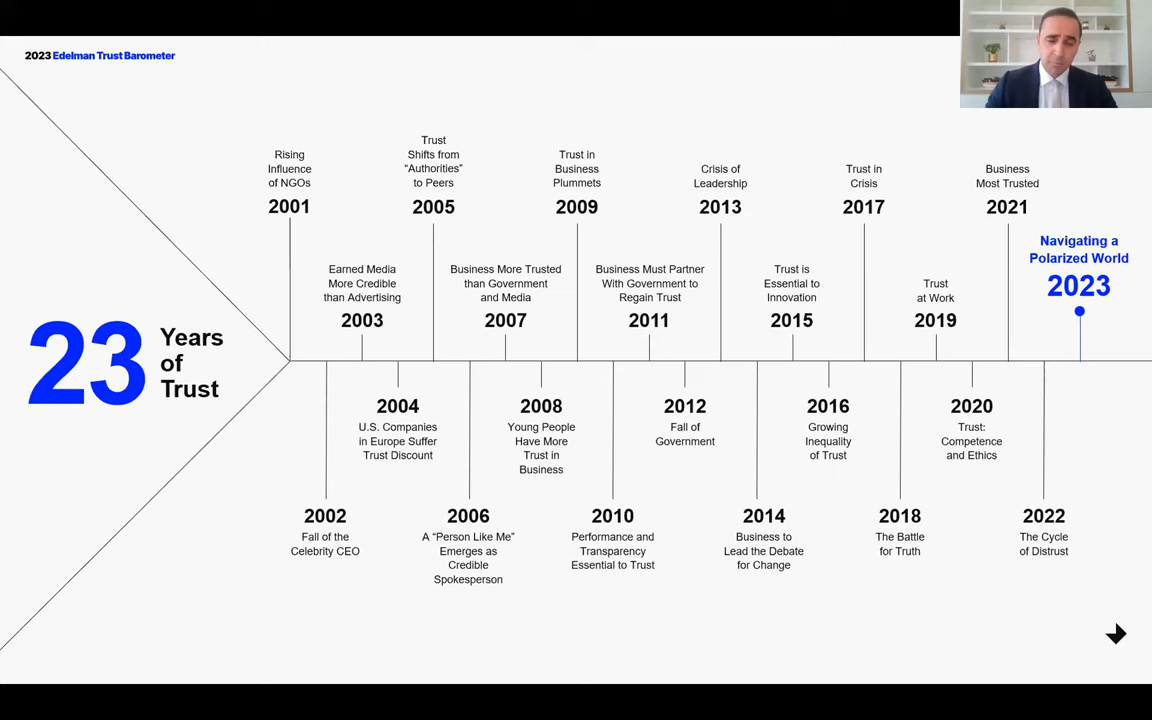 2023 Edelman Trust Barometer
23
Years
of
Trust
Rising
Influence
of NGOs
2001
Trust
Shifts from
“Authorities”
to Peers
2005
Trust in
Business
Plummets
2009
Crisis of
Leadership
2013
Trust in
Crisis
2017
Business
Most Trusted
2021
Navigating a
Polarized World
2023
Earned Media
More Credible
than Advertising
2003
Business More Trusted
than Government
and Media
2007
Business Must Partner
With Government to
Regain Trust
2011
Trust is
Essential to
Innovation
2015
Trust
at Work
2019
2004
U.S. Companies
in Europe Suffer
Trust Discount
2008
Young People
Have More
Trust in
Business
2012
Fall of
Government
2016
Growing
Inequality
of Trust
2020
Trust:
Competence
and Ethics
2002
Fall of the
Celebrity CEO
2006
A “Person Like Me”
Emerges as
Credible
Spokesperson
2010
Performance and
Transparency
Essential to Trust
2014
Business to
Lead the Debate
for Change
2018
The Battle
for Truth
2022
The Cycle
of Distrust